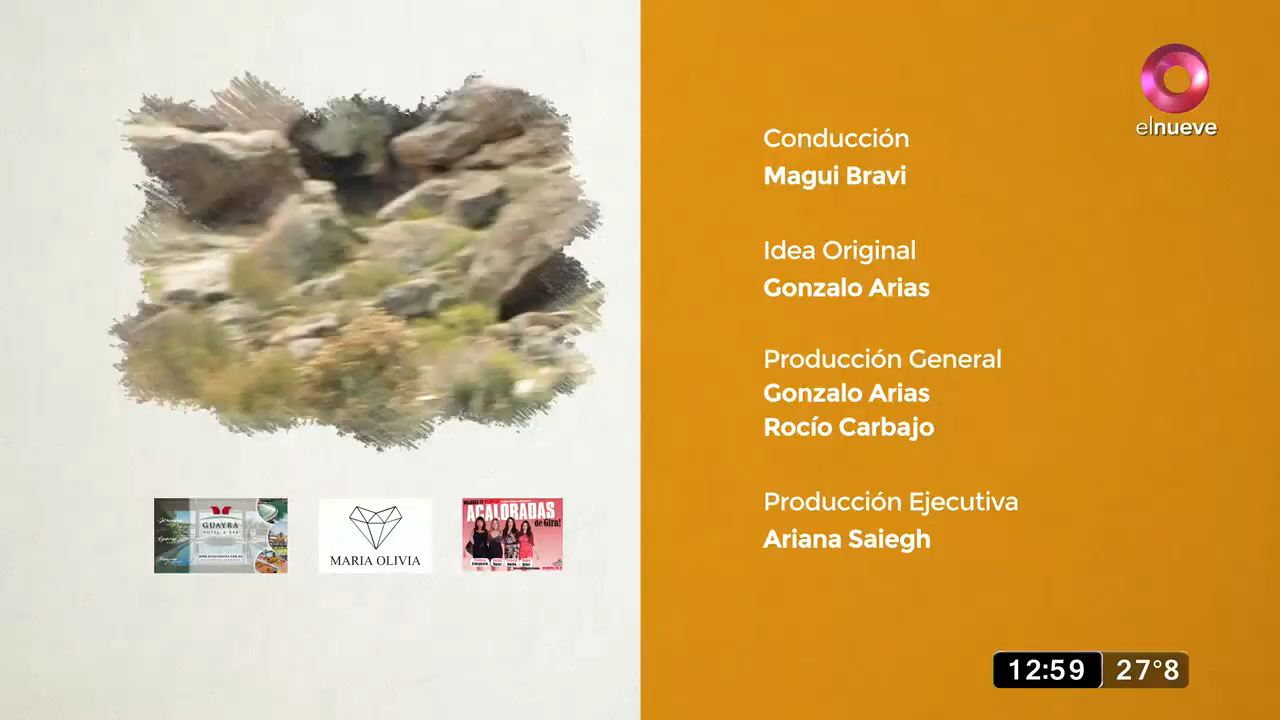 elnueve
Conducción
Magui Bravi
Idea Original
Gonzalo Arias
Producción General
Gonzalo Arias
Rocío Carbajo
Producción Ejecutiva
Ariana Saiegh
GUAYRA
MARIA OLIVIA
ACALORADAS
de Gira!
12:59 27°8